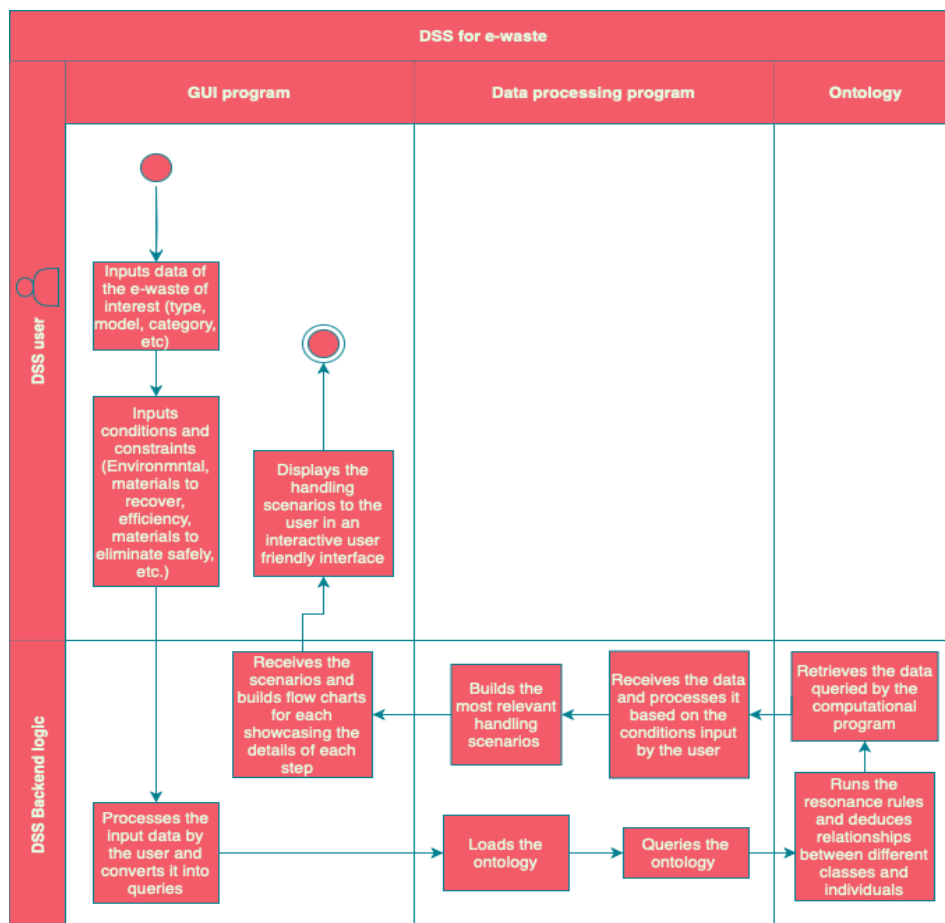 DSS for e-waste
GUI program
Data processing program
Ontology
DSS user
Inputs data of
the e-waste of
interest (type,
model, category,
etc)
Inputs
conditions and
constraints
(Environmntal,
materials to
recover,
efficiency,
materials to
eliminate safely,
etc.)
Displays the
handling
scenarios to the
user in an
interactive user
friendly interface
DSS Backend logic
Receives the
scenarios and
builds flow charts
for each
showcasing the
details of each
step
Builds the
most relevant
handling
scenarios
Receives the data
and processes it
based on the
conditions input
by the user
Retrieves the data
queried by the
computational
program
Processes the
input data by
the user and
converts it into
queries
Loads the
ontology
Queries the
ontology
Runs the
resonance rules
and deduces
relationships
between different
classes and
individuals